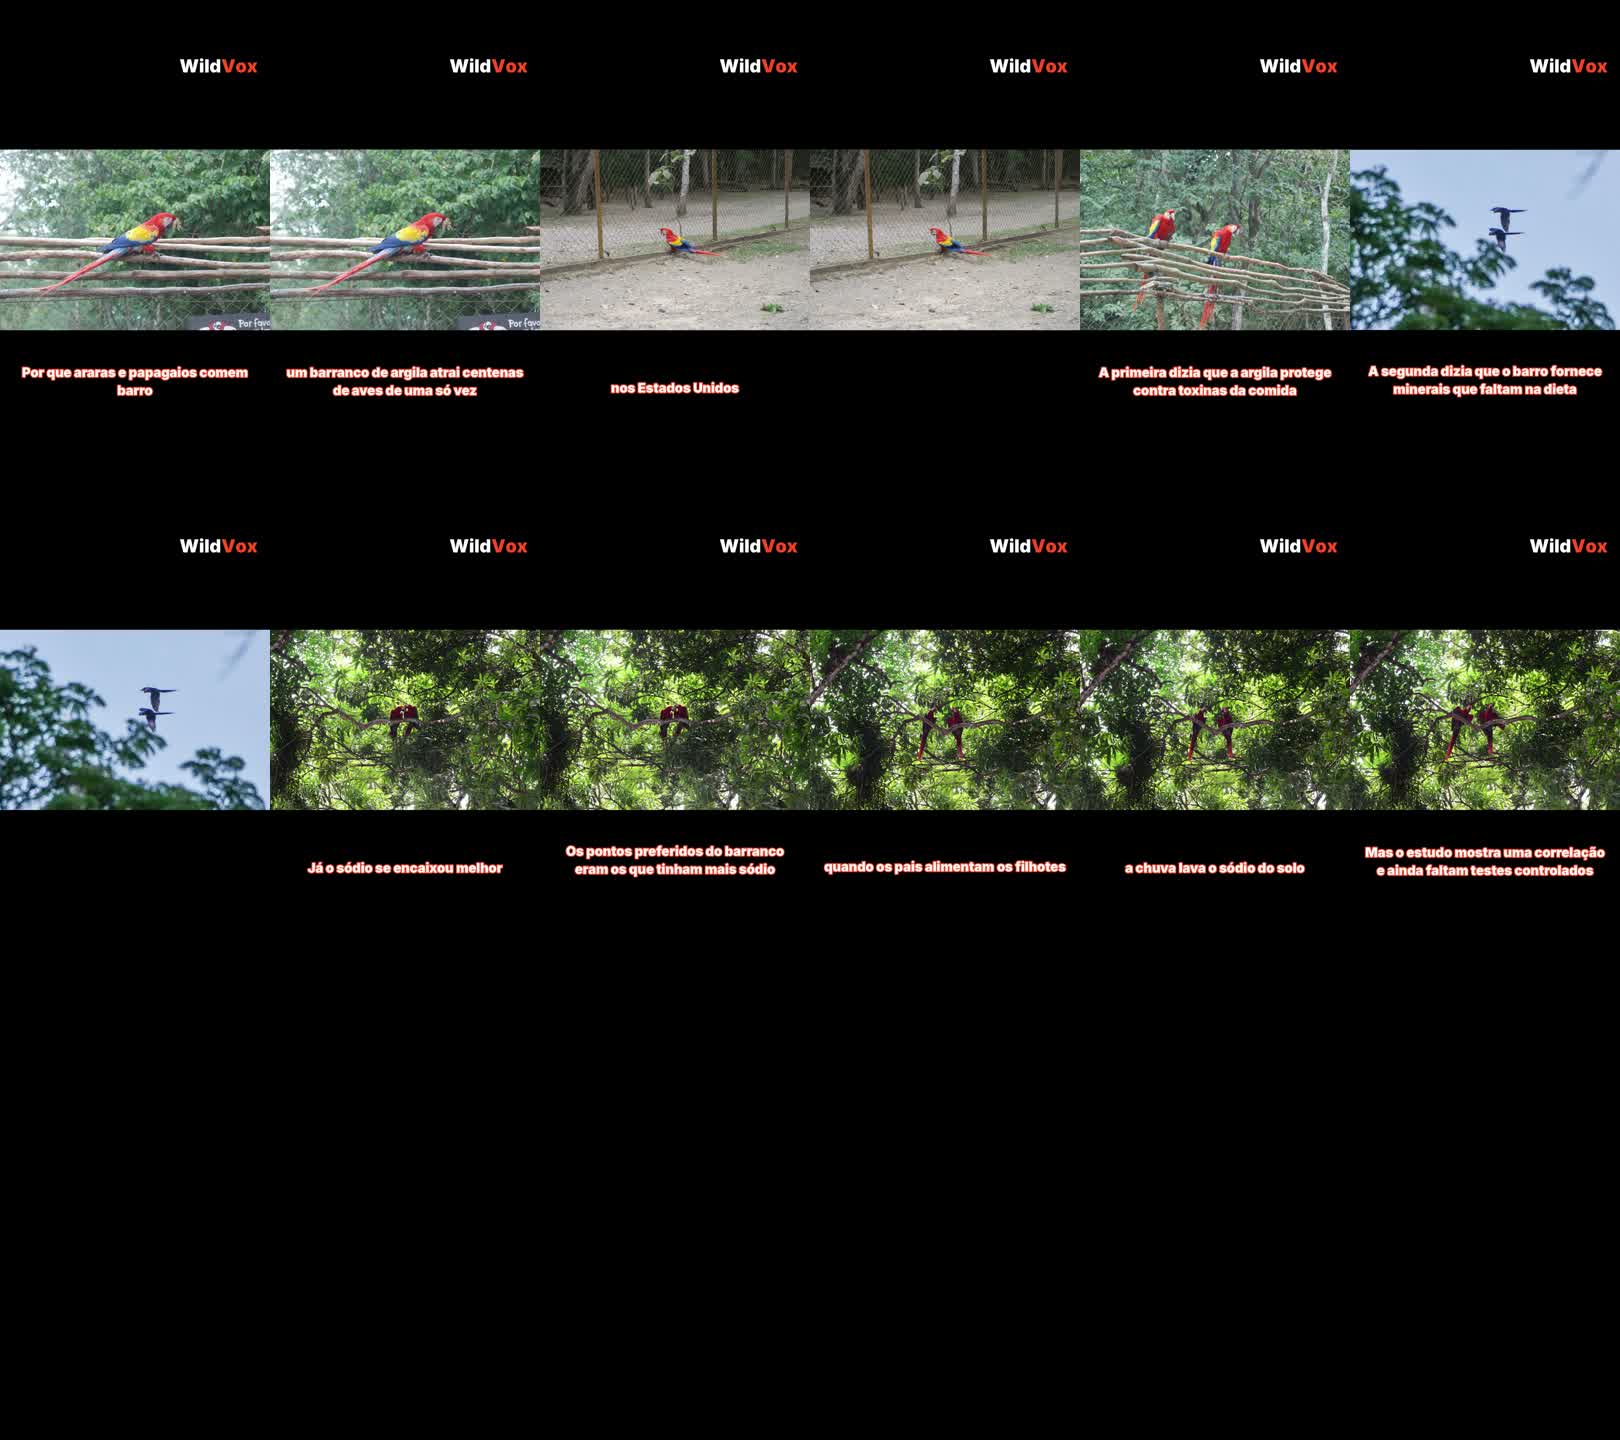 WildVox
WildVox
WildVox
WildVox
WildVox
WildVox
Por favo
Por favo
Por que araras e papagaios comem
barro
um barranco de argila atrai centenas
de aves de uma só vez
nos Estados Unidos
A primeira dizia que a argila protege
contra toxinas da comida
A segunda dizia que o barro fornece
minerais que faltam na dieta
WildVox
WildVox
WildVox
WildVox
WildVox
WildVox
Já o sódio se encaixou melhor
Os pontos preferidos do barranco
eram os que tinham mais sódio
quando os pais alimentam os filhotes
a chuva lava o sódio do solo
Mas o estudo mostra uma correlação
e ainda faltam testes controlados